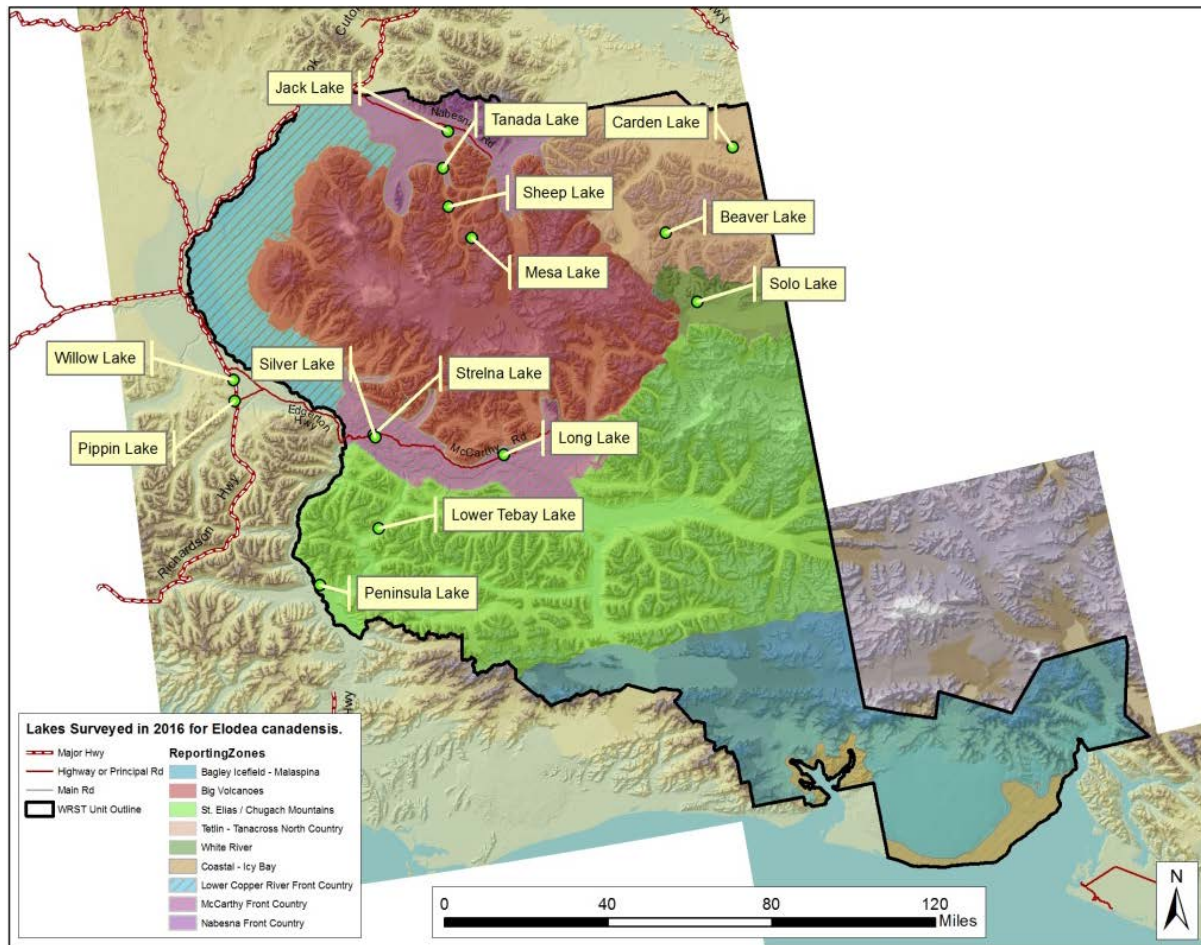 Hwy
Cutoff
Tok
Jack Lake
Nabesna Rd
Tanada Lake
Carden Lake
Sheep Lake
Beaver Lake
Mesa Lake
Solo Lake
Willow Lake
Silver Lake
Strelna Lake
Edgerton
Hwy
Pippin Lake
McCarthy Rd
Long Lake
Lower Tebay Lake
Richardson Hwy
Peninsula Lake
Hwy
Lakes Surveyed in 2016 for Elodea canadensis.
Major Hwy
Highway or Principal Rd
Main Rd
WRST Unit Outline
ReportingZones
Bagley Icefield - Malaspina
Big Volcanoes
St. Elias / Chugach Mountains
Tetlin - Tanacross North Country
White River
Coastal - Icy Bay
Lower Copper River Front Country
McCarthy Front Country
Nabesna Front Country
0 40 80 120
Miles
N